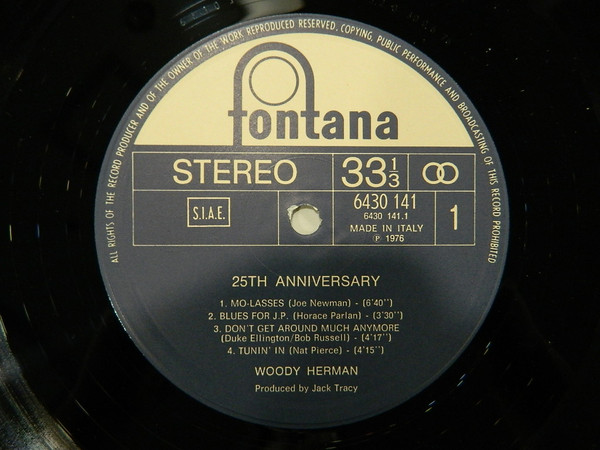 ALL RIGHTS OF THE RECORD PRODUCER AND OF THE OWNER OF THE WORK REPRODUCED RESERVED. COPYING, PUBLIC PERFORMANCE AND BROADCASTING OF THIS RECORD PROHIBITED
fontana
STEREO 33 1/3
S.I.A.E. 6430 141 1
6430 141.1
MADE IN ITALY
Ⓟ 1976
25TH ANNIVERSARY
1. MO-LASSES (Joe Newman) - (6'40'')
2. BLUES FOR J.P. (Horace Parlan) - (3'30'')
3. DON'T GET AROUND MUCH ANYMORE
(Duke Ellington/Bob Russell) - (4'17'')
4. TUNIN' IN (Nat Pierce) - (4'15'')
WOODY HERMAN
Produced by Jack Tracy